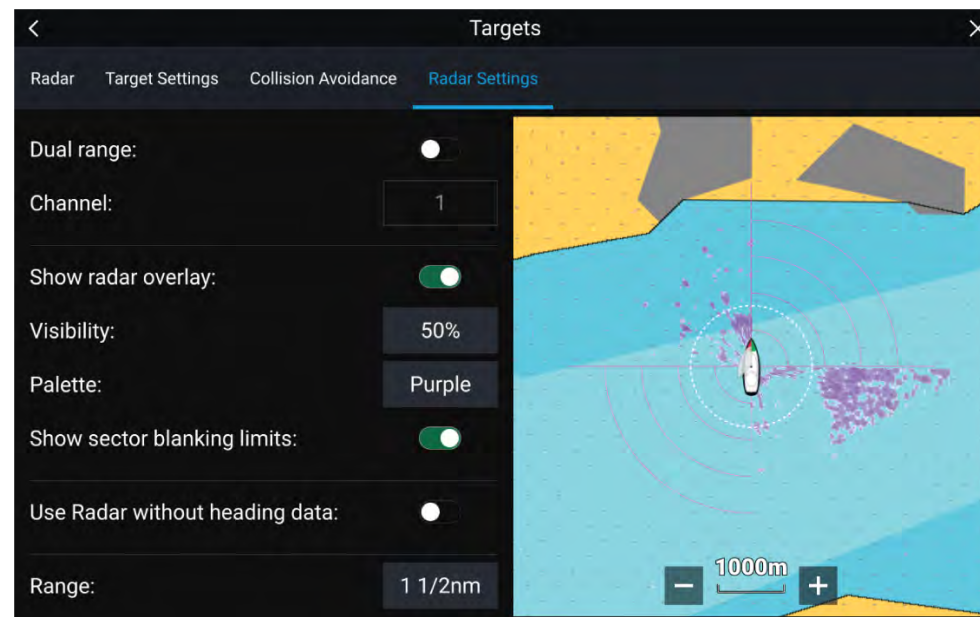 Targets
Radar Target Settings Collision Avoidance Radar Settings
Dual range:
Channel: 1
Show radar overlay:
Visibility: 50%
Palette: Purple
Show sector blanking limits:
Use Radar without heading data:
Range: 1 1/2nm
1000m